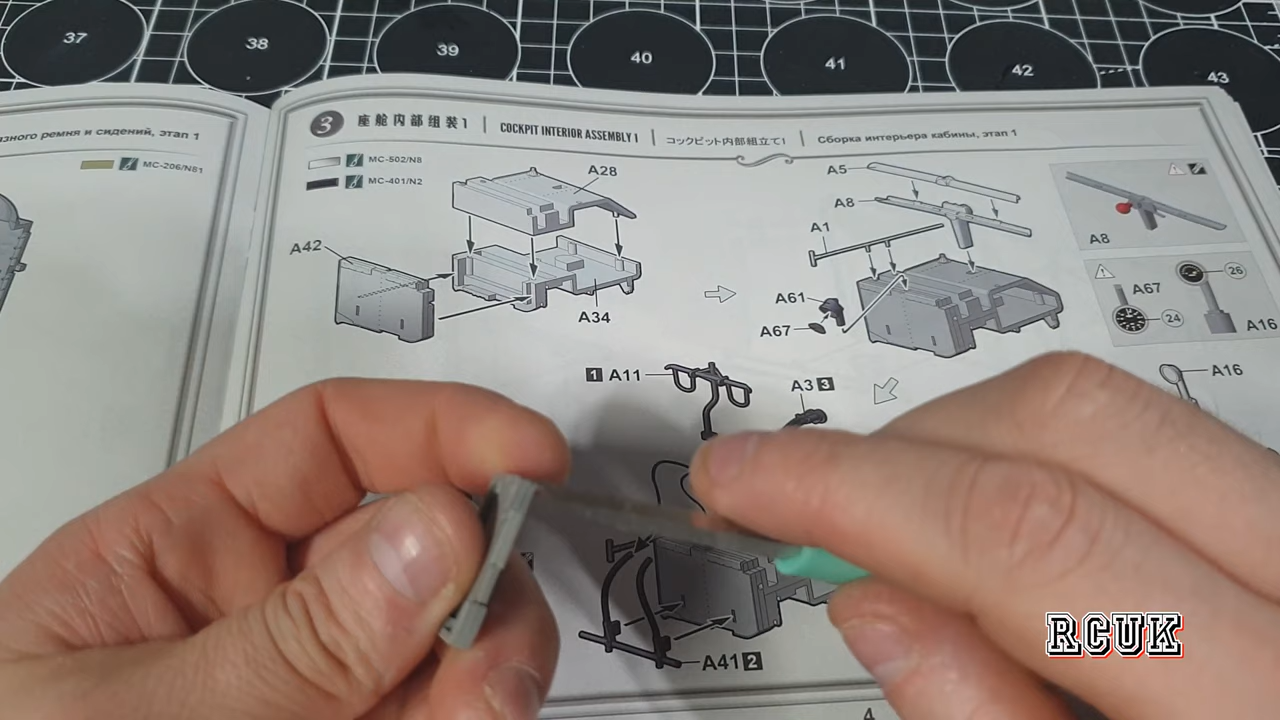 37
38
39
40
41
42
43
язного ремня и сидений, этап 1
MC-206/N81
3 座舱内部组装1 | COCKPIT INTERIOR ASSEMBLY 1 | コックピット内部組立て1 | Сборка интерьера кабины, этап 1
MC-502/N8
MC-401/N2
A28
A42
A34
A5
A8
A1
A61
A67
A8
A67
24
26
A16
A16
1 A11
A3 3
A41 2
4
RCUK